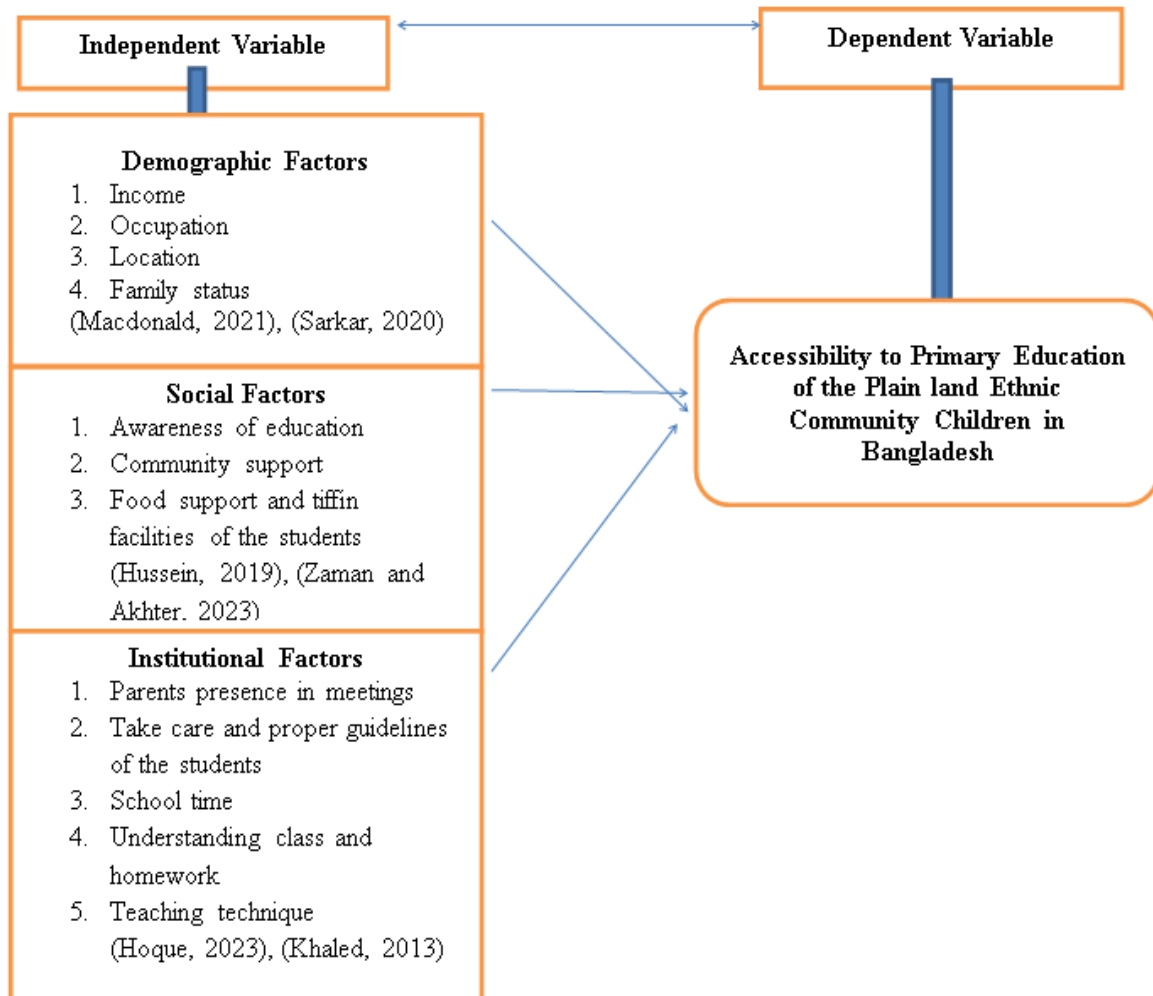 Independent Variable
Dependent Variable
Demographic Factors
1. Income
2. Occupation
3. Location
4. Family status
(Macdonald, 2021), (Sarkar, 2020)
Social Factors
1. Awareness of education
2. Community support
3. Food support and tiffin
facilities of the students
(Hussein, 2019), (Zaman and
Akhter, 2023)
Institutional Factors
1. Parents presence in meetings
2. Take care and proper guidelines
of the students
3. School time
4. Understanding class and
homework
5. Teaching technique
(Hoque, 2023), (Khaled, 2013)
Accessibility to Primary Education
of the Plain land Ethnic
Community Children in
Bangladesh